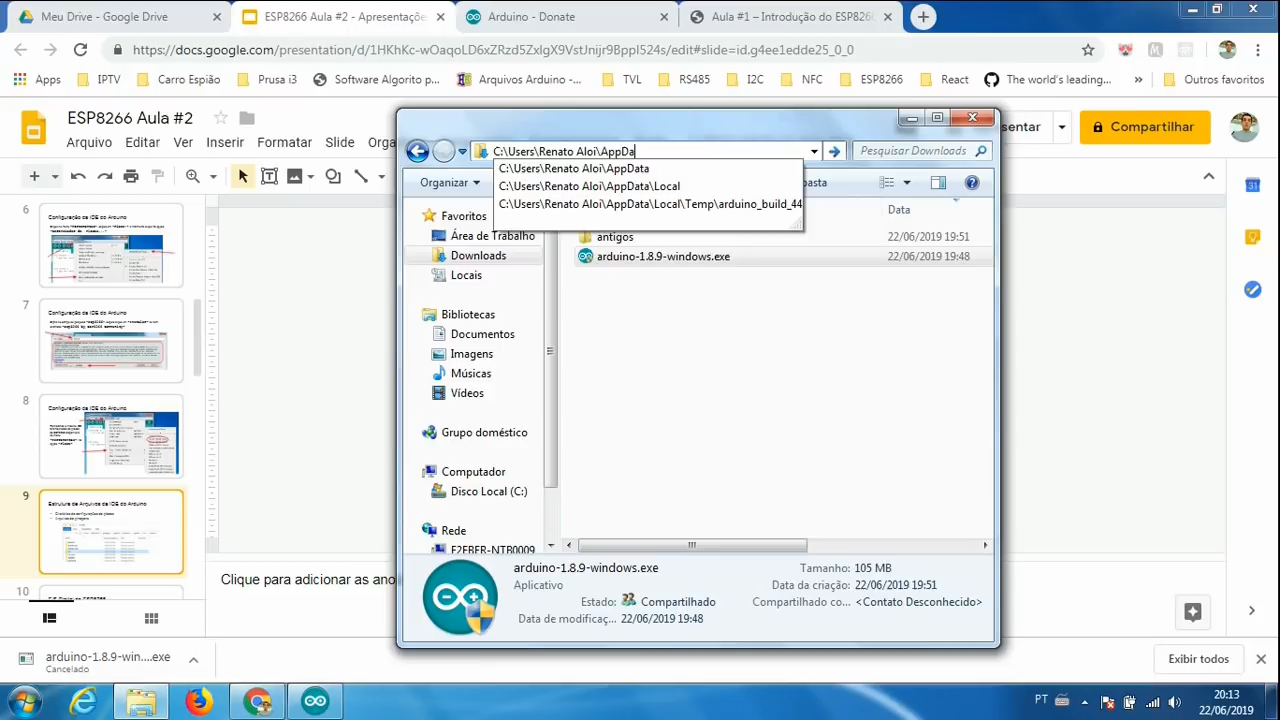 Meu Drive - Google Drive
ESP8266 Aula #2 - Apresentaçõe
Arduino - Donate
Aula #1 – Introdução do ESP826
https://docs.google.com/presentation/d/1HKhKc-wOaqoLD6xZRzd5ZxlgX9VstJnijr9BppI524s/edit#slide=id.g4ee1edde25_0_0
Apps
IPTV
Carro Espião
Prusa i3
Software Algorito p...
Arquivos Arduino -...
TVL
RS485
I2C
NFC
ESP8266
React
The world's leading...
»
Outros favoritos
ESP8266 Aula #2
Arquivo
Editar
Ver
Inserir
Formatar
Slide
Orga
sentar
Compartilhar
C:\Users\Renato Aloi\AppDa
Pesquisar Downloads
C:\Users\Renato Aloi\AppData
C:\Users\Renato Aloi\AppData\Local
C:\Users\Renato Aloi\AppData\Local\Temp\arduino_build_44
Organizar
pasta
Data
Favoritos
Área de Trabalho
Downloads
Locais
Bibliotecas
Documento
Imagens
Músicas
Vídeos
Grupo doméstico
Computador
Disco Local (C:)
Rede
antigos
22/06/2019 19:51
arduino-1.8.9-windows.exe
22/06/2019 19:48
arduino-1.8.9-windows.exe
Aplicativo
Estado:
Compartilhado
Data de modificaç...
22/06/2019 19:48
Tamanho:
105 MB
Data da criação:
22/06/2019 19:51
Compartilhado co...
<Contato Desconhecido>
6
Configuração da IDE do Arduino
7
Configuração da IDE do Arduino
8
Configuração da IDE do Arduino
9
Estrutura de Arquivos da IDE do Arduino
10
Clique para adicionar as ano
arduino-1.8.9-win....exe
Cancelado
Exibir todos
PT
20:13
22/06/2019